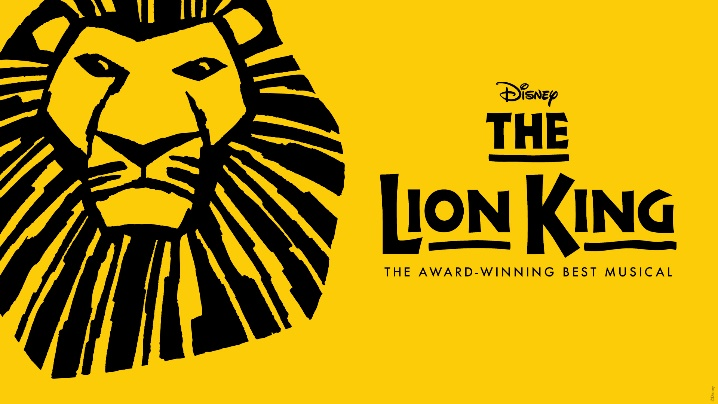 Disney
THE
LION KING
THE AWARD-WINNING BEST MUSICAL